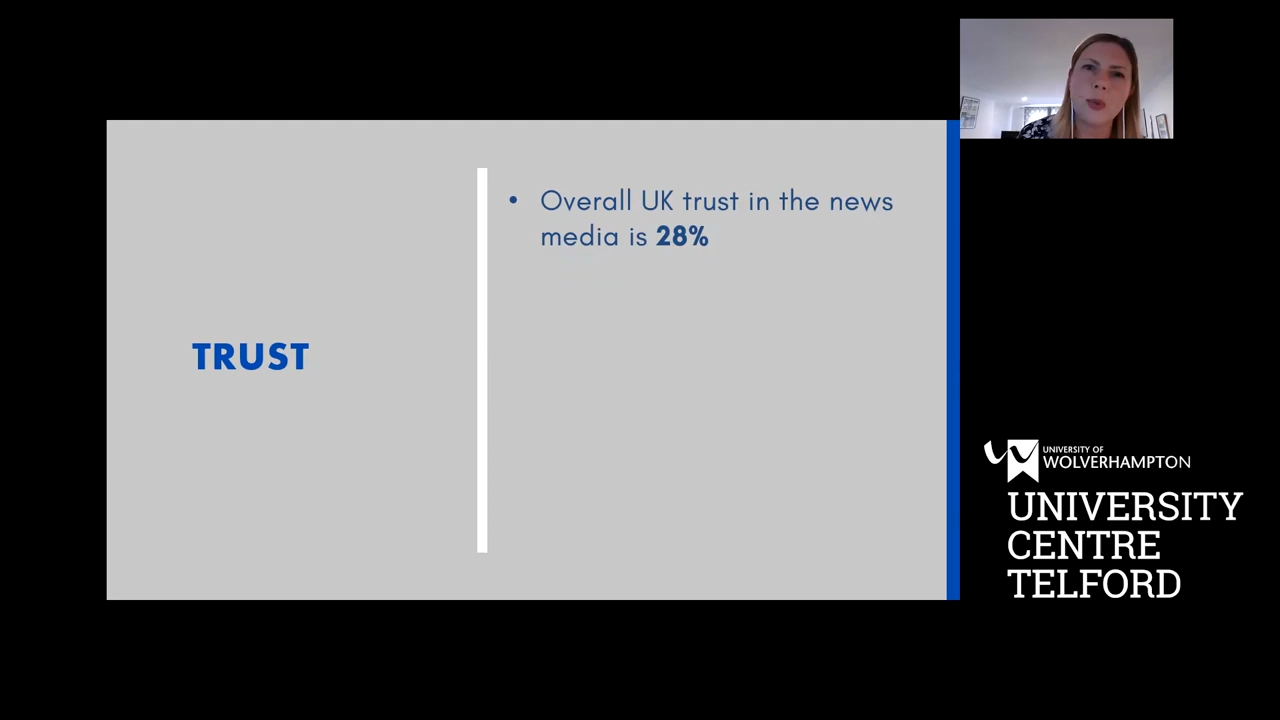 TRUST
• Overall UK trust in the news
media is 28%
UNIVERSITY OF
WOLVERHAMPTON
UNIVERSITY
CENTRE
TELFORD